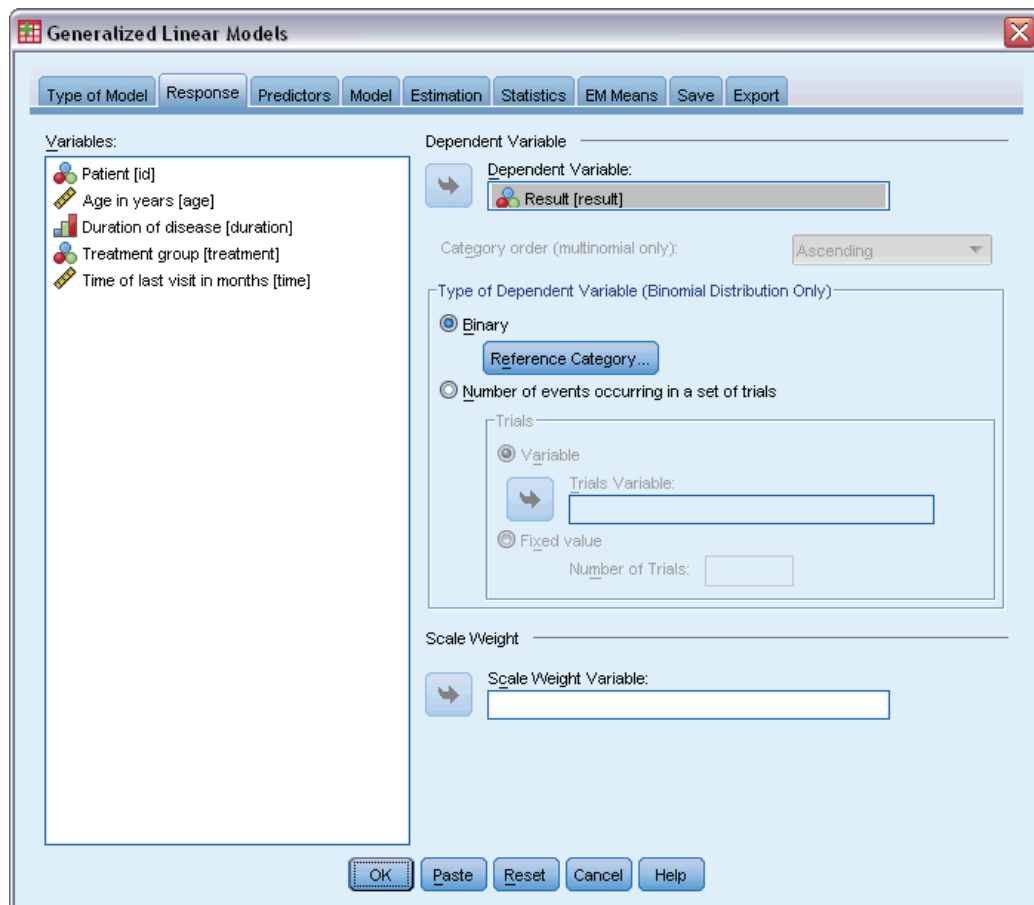 Generalized Linear Models
Type of Model Response Predictors Model Estimation Statistics EM Means Save Export
Variables:
Patient [id]
Age in years [age]
Duration of disease [duration]
Treatment group [treatment]
Time of last visit in months [time]
Dependent Variable
Dependent Variable:
Result [result]
Category order (multinomial only): Ascending
Type of Dependent Variable (Binomial Distribution Only)
Binary
Reference Category...
Number of events occurring in a set of trials
Trials
Variable
Trials Variable:
Fixed value
Number of Trials:
Scale Weight
Scale Weight Variable:
OK Paste Reset Cancel Help